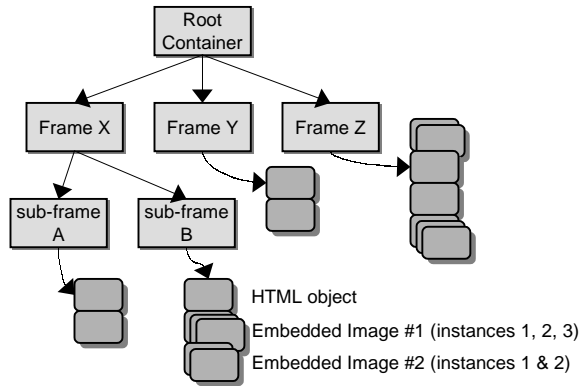 Root
Container
Frame X
Frame Y
Frame Z
sub-frame
A
sub-frame
B
HTML object
Embedded Image #1 (instances 1, 2, 3)
Embedded Image #2 (instances 1 & 2)